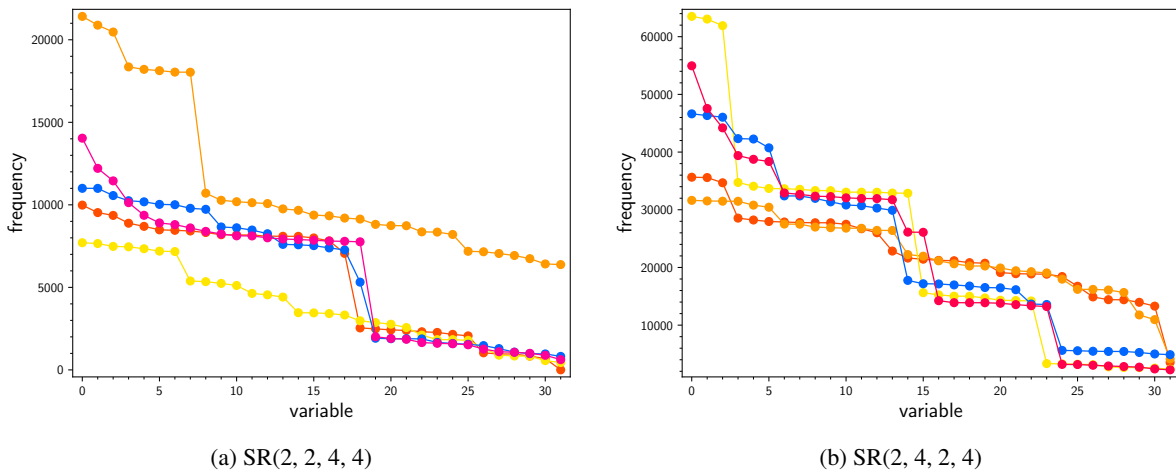 frequency
20000
15000
10000
5000
0
0 5 10 15 20 25 30
variable
(a) SR(2, 2, 4, 4)
frequency
60000
50000
40000
30000
20000
10000
0 5 10 15 20 25 30
variable
(b) SR(2, 4, 2, 4)